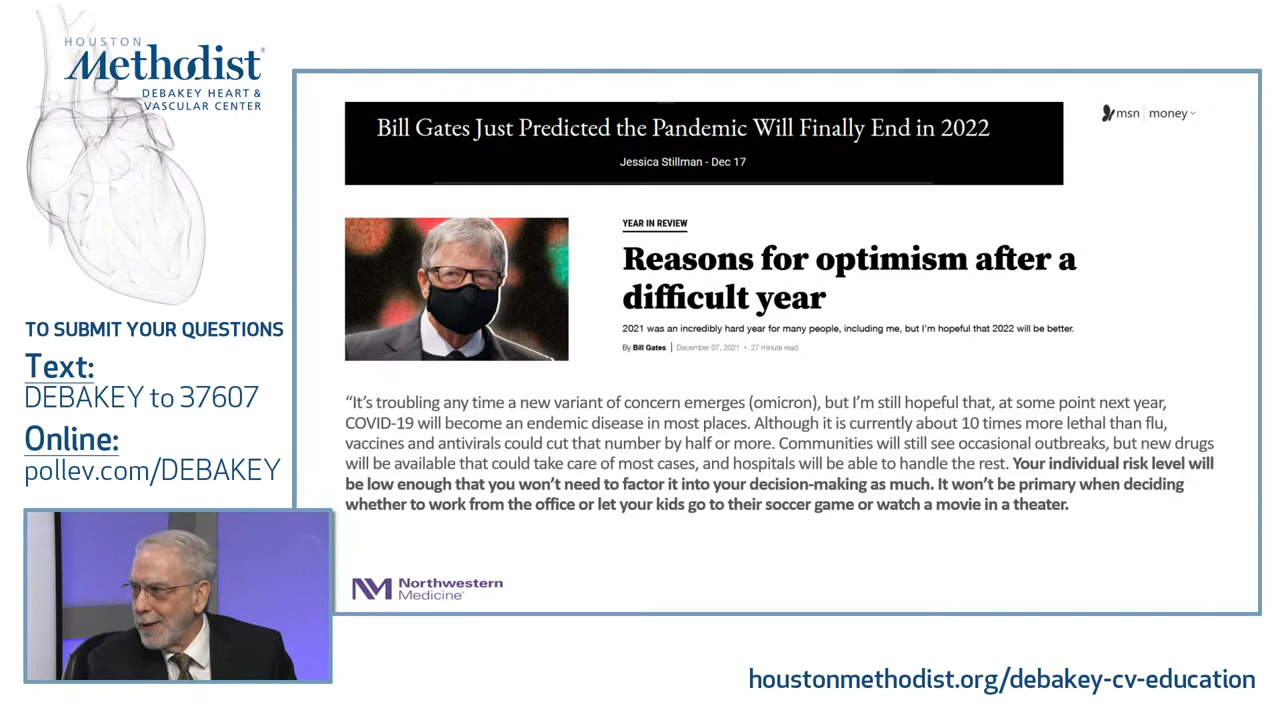 HOUSTON
Methodist®
DEBAKEY HEART &
VASCULAR CENTER
TO SUBMIT YOUR QUESTIONS
Text:
DEBAKEY to 37607
Online:
pollev.com/DEBAKEY
Bill Gates Just Predicted the Pandemic Will Finally End in 2022
Jessica Stillman - Dec 17
msn | money
YEAR IN REVIEW
Reasons for optimism after a
difficult year
2021 was an incredibly hard year for many people, including me, but I'm hopeful that 2022 will be better.
By Bill Gates | December 07, 2021 • 27 minute read
“It's troubling any time a new variant of concern emerges (omicron), but I'm still hopeful that, at some point next year,
COVID-19 will become an endemic disease in most places. Although it is currently about 10 times more lethal than flu,
vaccines and antivirals could cut that number by half or more. Communities will still see occasional outbreaks, but new drugs
will be available that could take care of most cases, and hospitals will be able to handle the rest. Your individual risk level will
be low enough that you won't need to factor it into your decision-making as much. It won't be primary when deciding
whether to work from the office or let your kids go to their soccer game or watch a movie in a theater.
NM Northwestern
Medicine®
houstonmethodist.org/debakey-cv-education